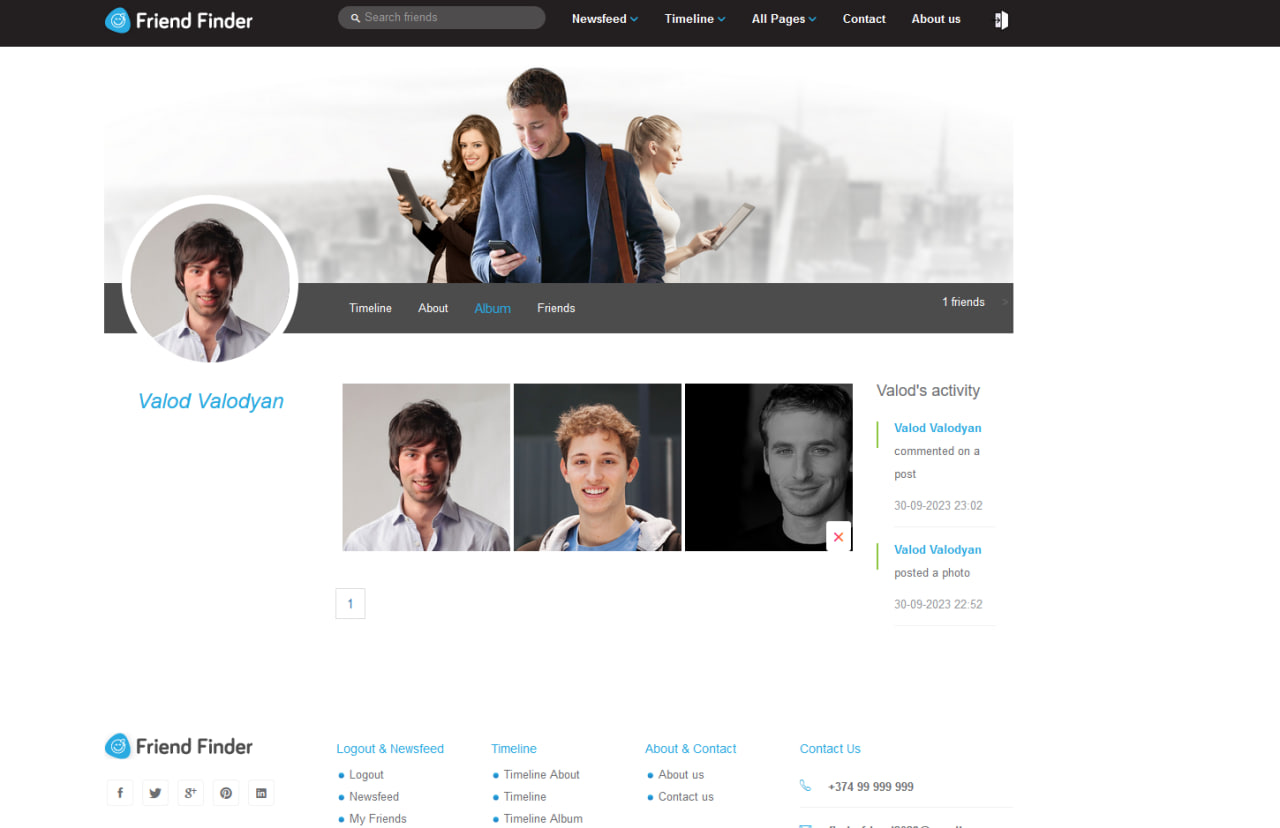 Friend Finder
Search friends
Newsfeed
Timeline
All Pages
Contact
About us
Timeline
About
Album
Friends
1 friends
Valod Valodyan
Valod's activity
Valod Valodyan
commented on a
post
30-09-2023 23:02
Valod Valodyan
posted a photo
30-09-2023 22:52
1
Friend Finder
Logout & Newsfeed
Logout
Newsfeed
My Friends
Timeline
Timeline About
Timeline
Timeline Album
About & Contact
About us
Contact us
Contact Us
+374 99 999 999